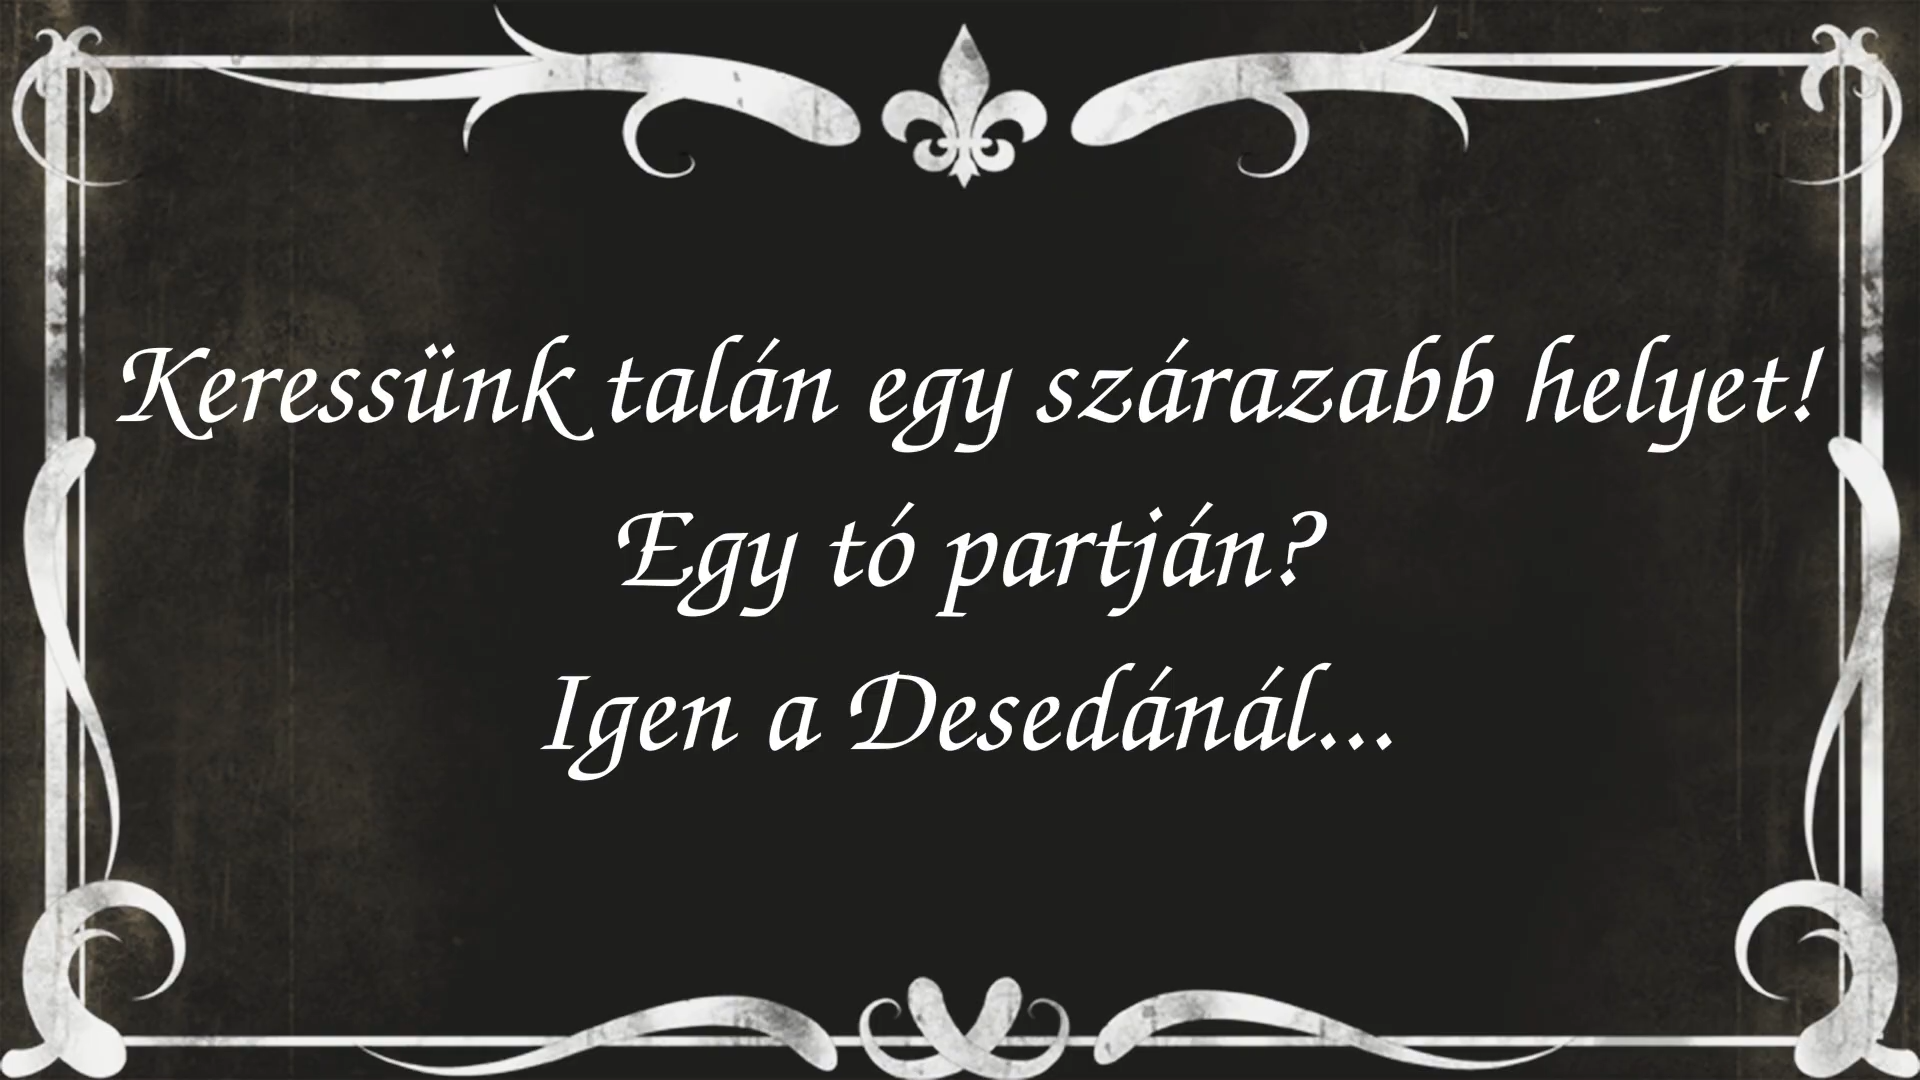 Keressünk talán egy szárazabb helyet!
Egy tó partján?
Igen a Desedánál...